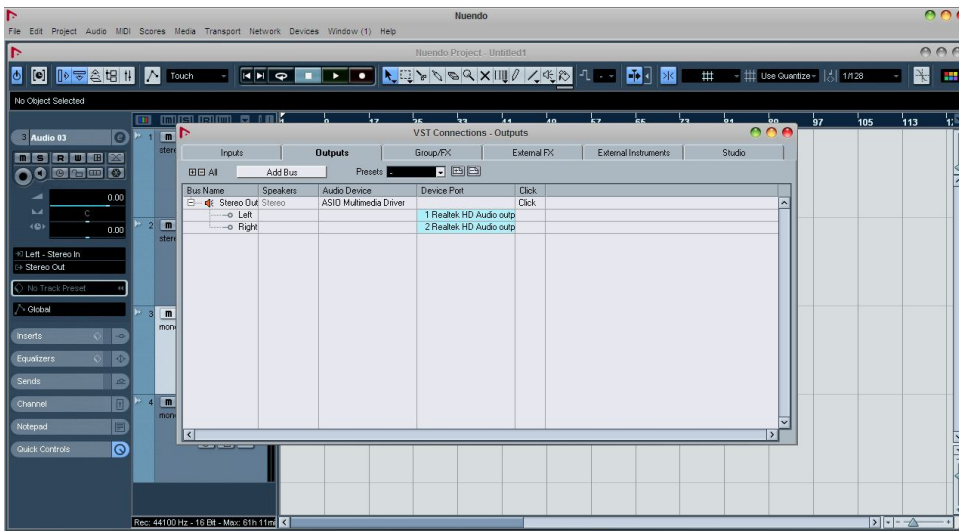 Nuendo
File Edit Project Audio MIDI Scores Media Transport Network Devices Window (1) Help
Nuendo Project - Untitled1
Touch
Use Quantize
1/128
No Object Selected
97 105 113
3 Audio 03
m S R W
0.00
C
0.00
Left - Stereo In
Stereo Out
No Track Preset
Global
Inserts
Equalizers
Sends
Channel
Notepad
Quick Controls
1 m
2 m
3 m
4 m
VST Connections - Outputs
Inputs Outputs Group/FX External FX External Instruments Studio
All Add Bus Presets -
Bus Name Speakers Audio Device Device Port Click
Stereo Out Stereo ASIO Multimedia Driver Click
Left 1 Realtek HD Audio outp
Right 2 Realtek HD Audio outp
Rec: 44100 Hz - 16 Bit - Max: 61h 11mi